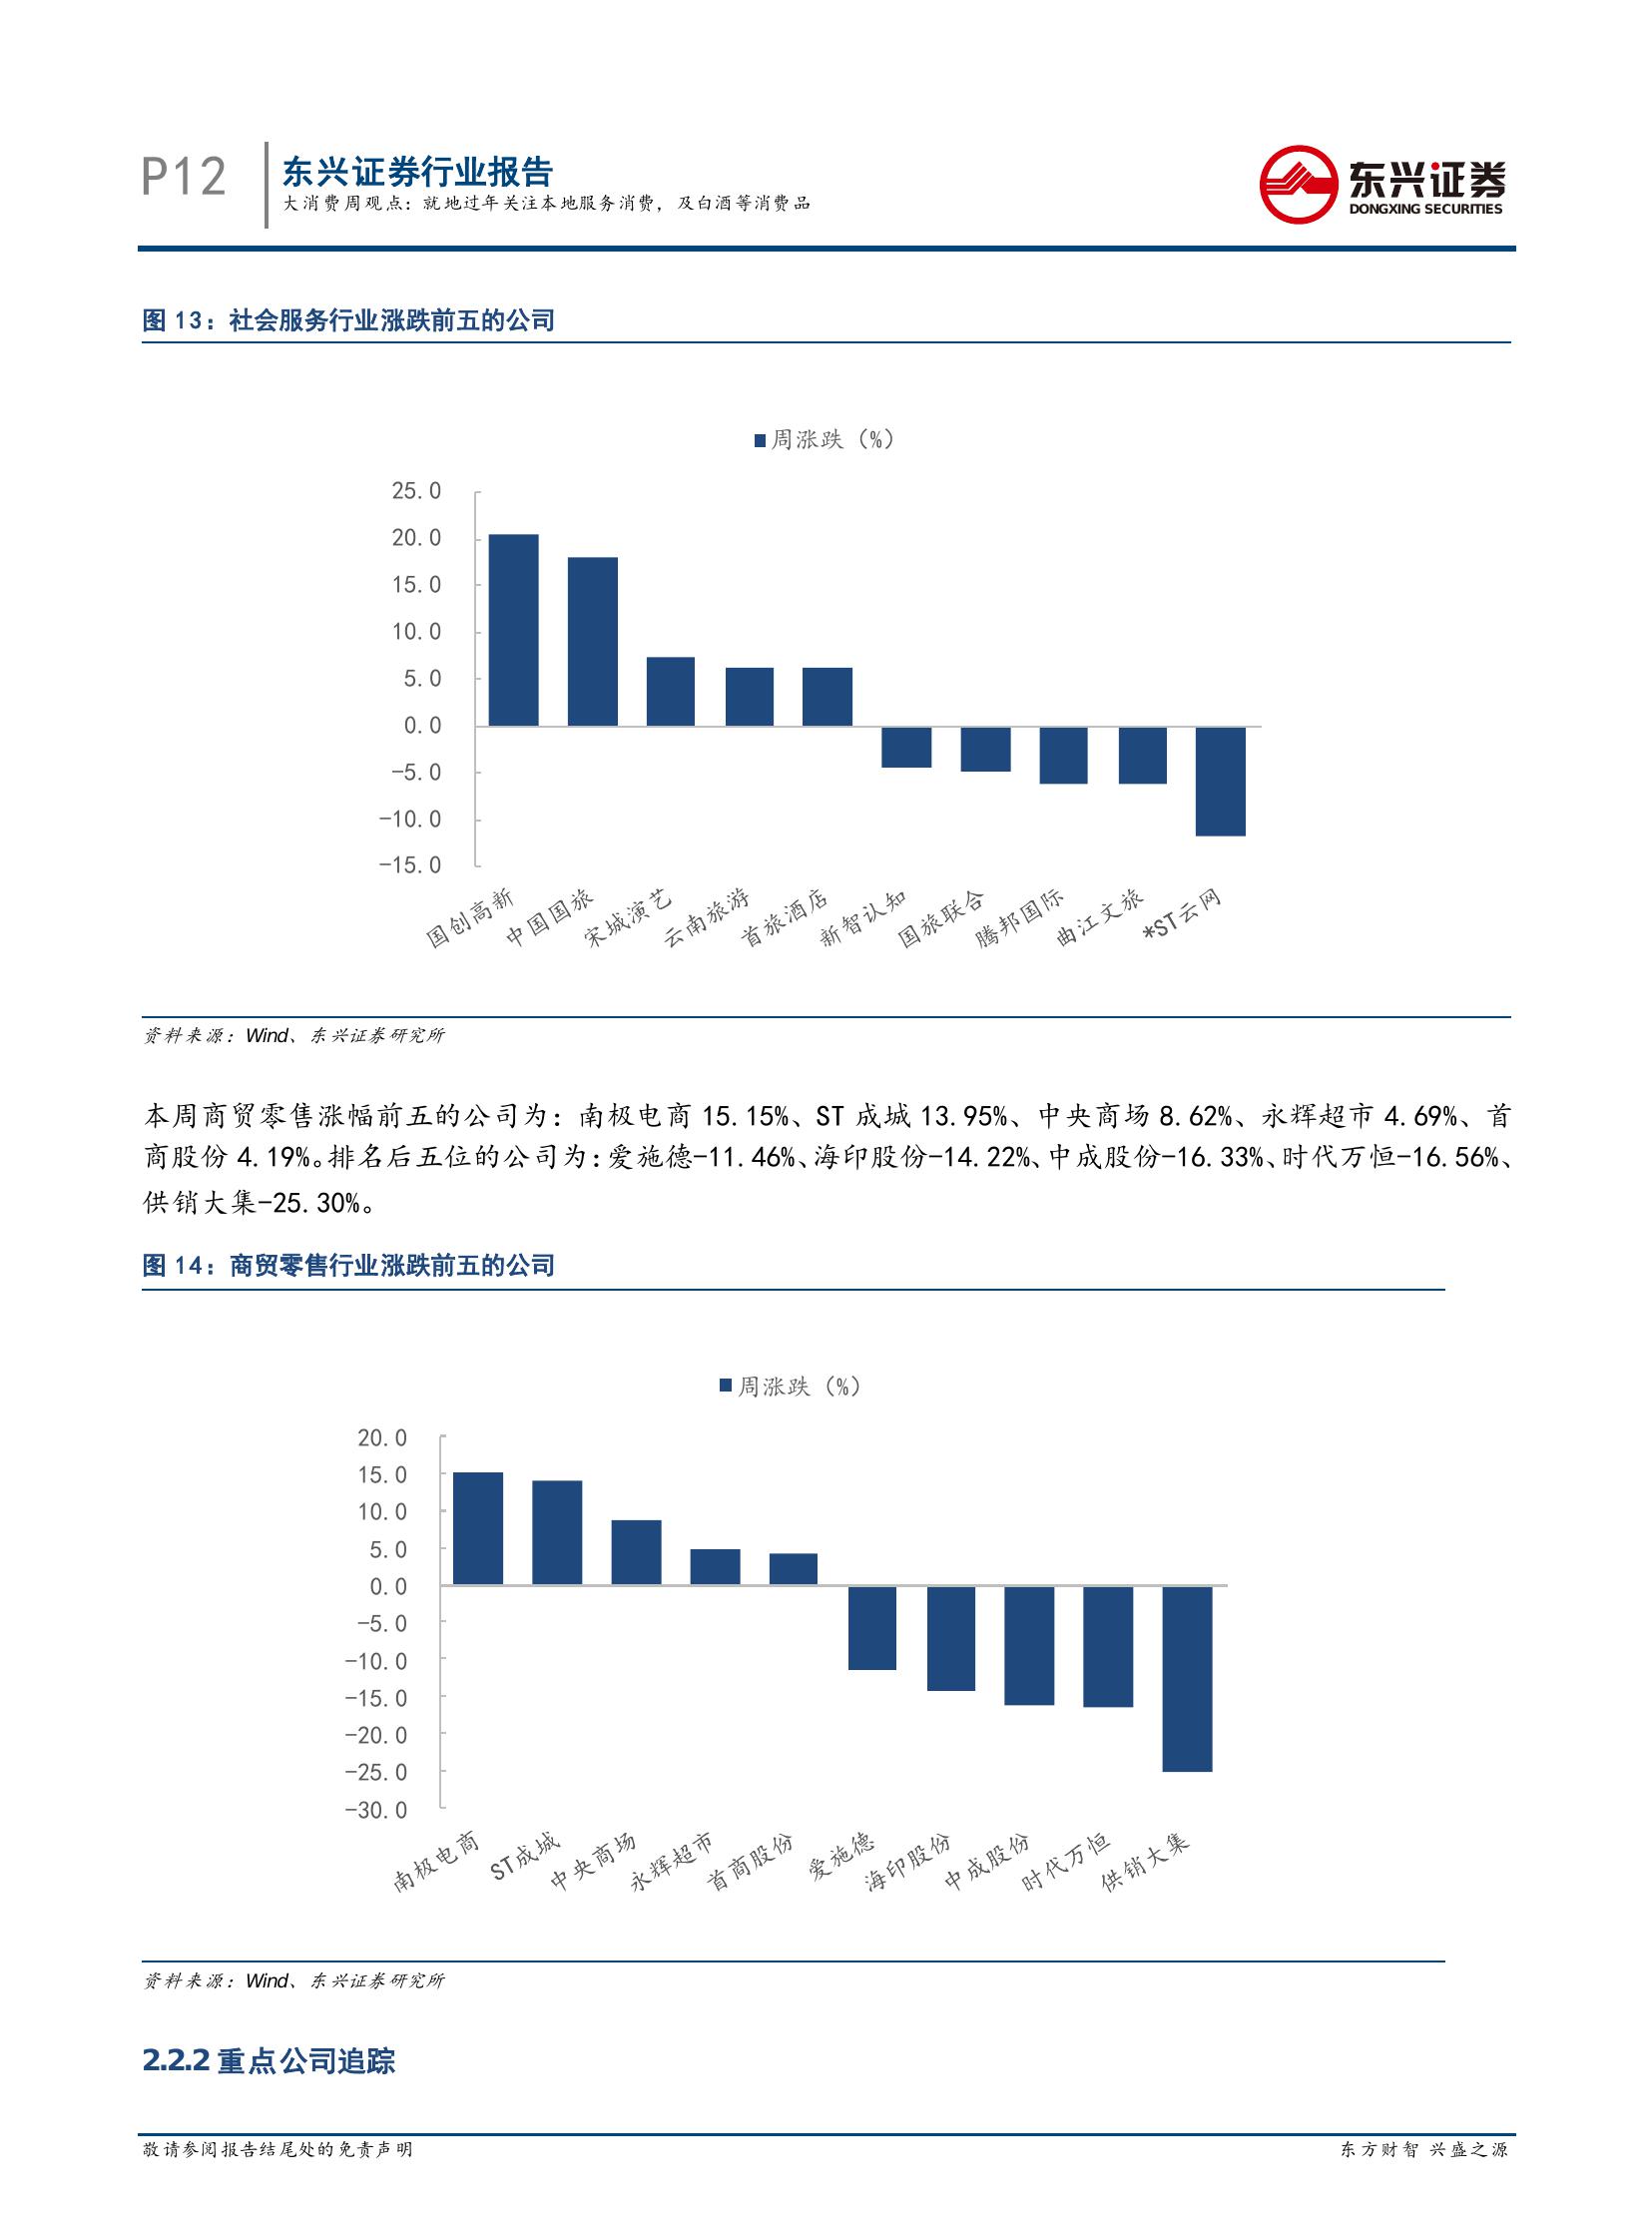 P12
东兴证券行业报告
大消费周观点：就地过年关注本地服务消费，及白酒等消费品
东兴证券
DONGXING SECURITIES
图 13：社会服务行业涨跌前五的公司
周涨跌（%）
25.0
20.0
15.0
10.0
5.0
0.0
-5.0
-10.0
-15.0
国创高新
中国国旅
宋城演艺
云南旅游
首旅酒店
新智认知
国旅联合
腾邦国际
曲江文旅
*ST云网
资料来源：Wind、东兴证券研究所
本周商贸零售涨幅前五的公司为：南极电商 15.15%、ST 成城 13.95%、中央商场 8.62%、永辉超市 4.69%、首
商股份 4.19%。排名后五位的公司为：爱施德-11.46%、海印股份-14.22%、中成股份-16.33%、时代万恒-16.56%、
供销大集-25.30%。
图 14：商贸零售行业涨跌前五的公司
周涨跌（%）
20.0
15.0
10.0
5.0
0.0
-5.0
-10.0
-15.0
-20.0
-25.0
-30.0
南极电商
ST成城
中央商场
永辉超市
首商股份
爱施德
海印股份
中成股份
时代万恒
供销大集
资料来源：Wind、东兴证券研究所
2.2.2 重点公司追踪
敬请参阅报告结尾处的免责声明
东方财智 兴盛之源